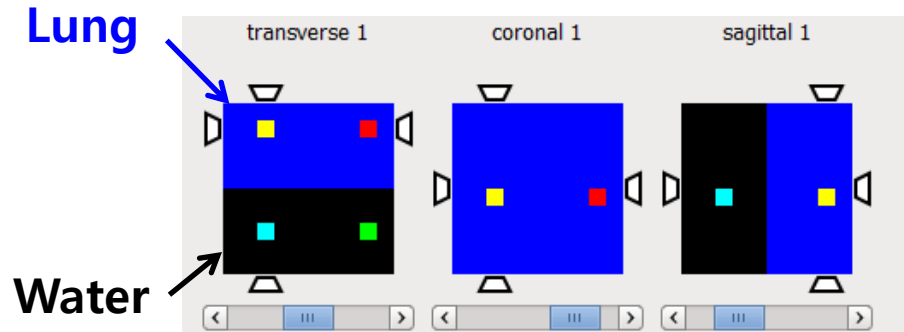 Lung
transverse 1
coronal 1
sagittal 1
Water